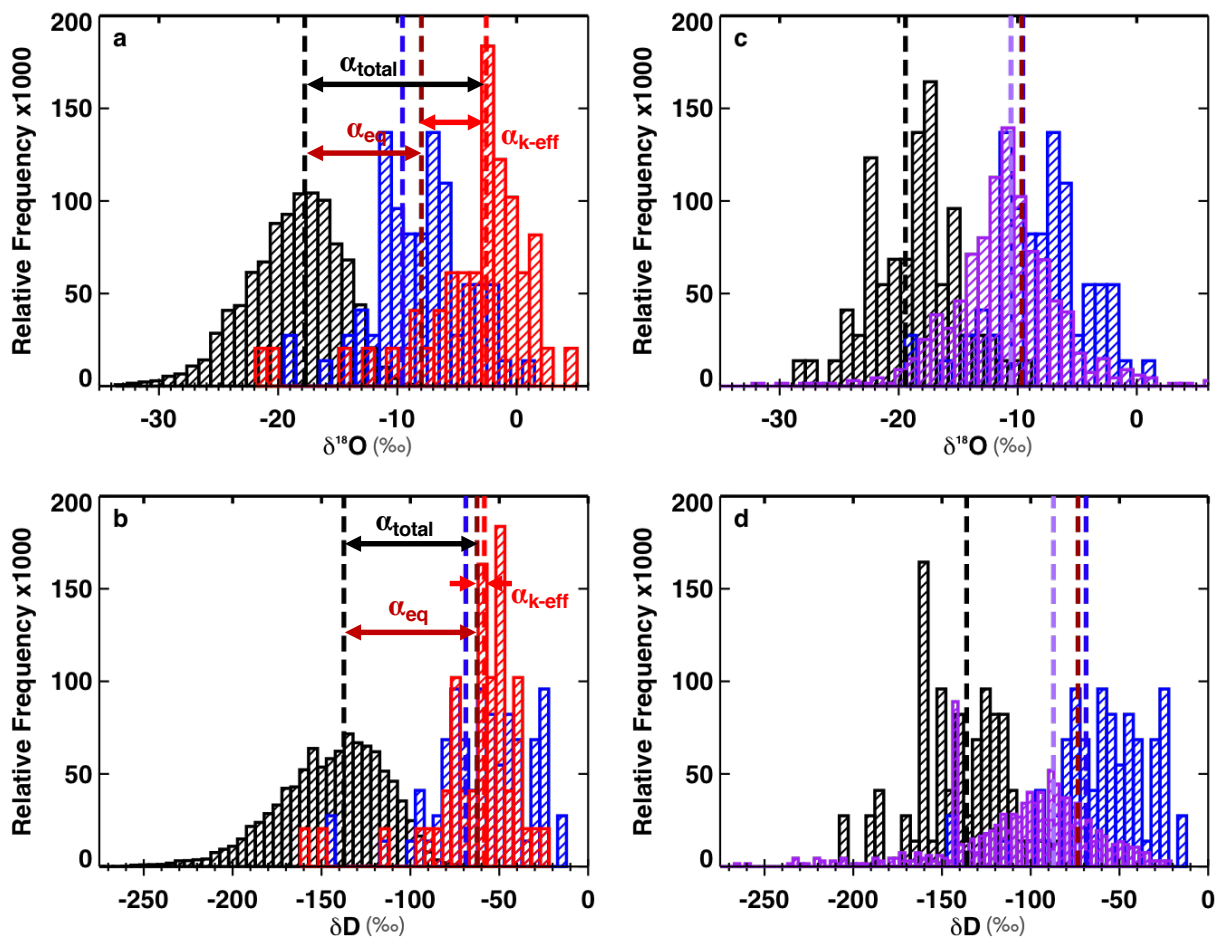 200
150
100
50
0
Relative Frequency x1000
a
αtotal
αeq
αk-eff
-30
-20
-10
0
δ¹⁸O (‰)
200
150
100
50
0
Relative Frequency x1000
c
-30
-20
-10
0
δ¹⁸O (‰)
200
150
100
50
0
Relative Frequency x1000
b
αtotal
αk-eff
αeq
-250
-200
-150
-100
-50
0
δD (‰)
200
150
100
50
0
Relative Frequency x1000
d
-250
-200
-150
-100
-50
0
δD (‰)